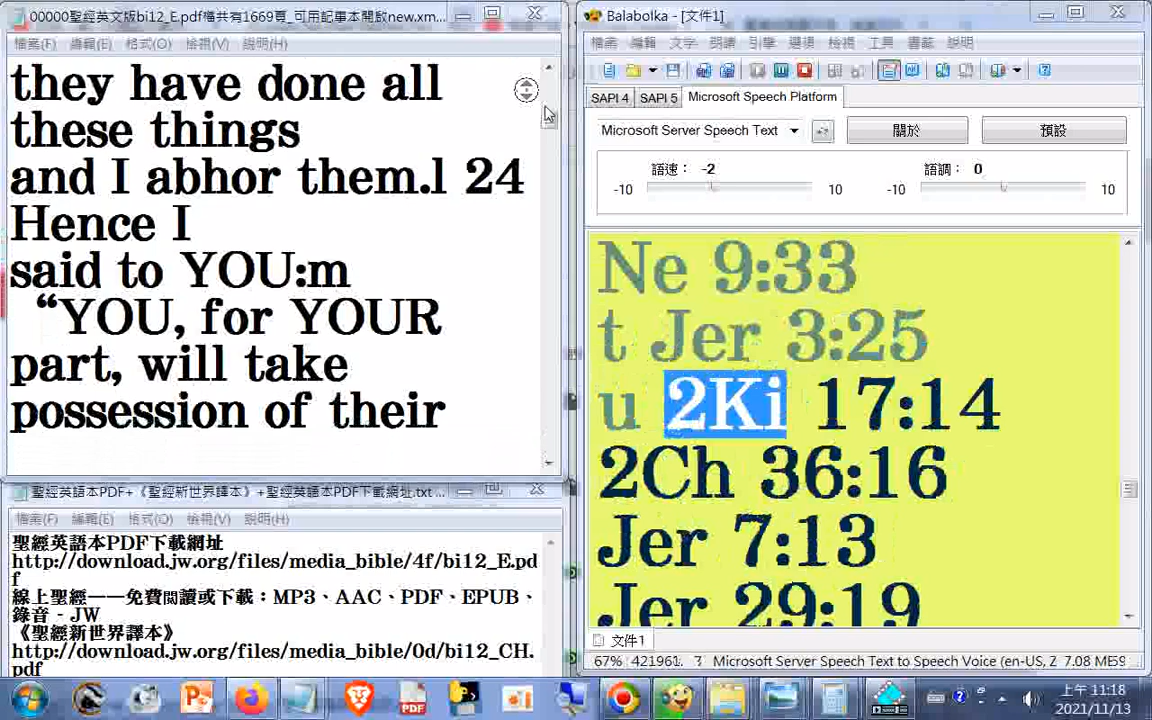 00000聖經英文版bi12_E.pdf檔共有1669頁_可用記事本開啟new.xm...
檔案(F) 編輯(E) 格式(O) 檢視(V) 說明(H)
they have done all
these things
and I abhor them.l 24
Hence I
said to YOU:m
“YOU, for YOUR
part, will take
possession of their
聖經英語本PDF+《聖經新世界譯本》+聖經英語本PDF下載網址.txt ...
檔案(F) 編輯(E) 格式(O) 檢視(V) 說明(H)
聖經英語本PDF下載網址
http://download.jw.org/files/media_bible/4f/bi12_E.pd
f
線上聖經——免費閱讀或下載：MP3、AAC、PDF、EPUB、
錄音 - JW
《聖經新世界譯本》
http://download.jw.org/files/media_bible/0d/bi12_CH.
pdf
Balabolka - [文件1]
檔案 編輯 文字 朗讀 引擎 選項 檢視 工具 書籤 說明
SAPI 4 SAPI 5 Microsoft Speech Platform
Microsoft Server Speech Text 關於 預設
語速： -2 語調： 0
-10 10 -10 10
Ne 9:33
t Jer 3:25
u 2Ki 17:14
2Ch 36:16
Jer 7:13
Jer 29:19
文件1
67% 421961. 7 Microsoft Server Speech Text to Speech Voice (en-US, Z 7.08 ME59
上午 11:18
2021/11/13